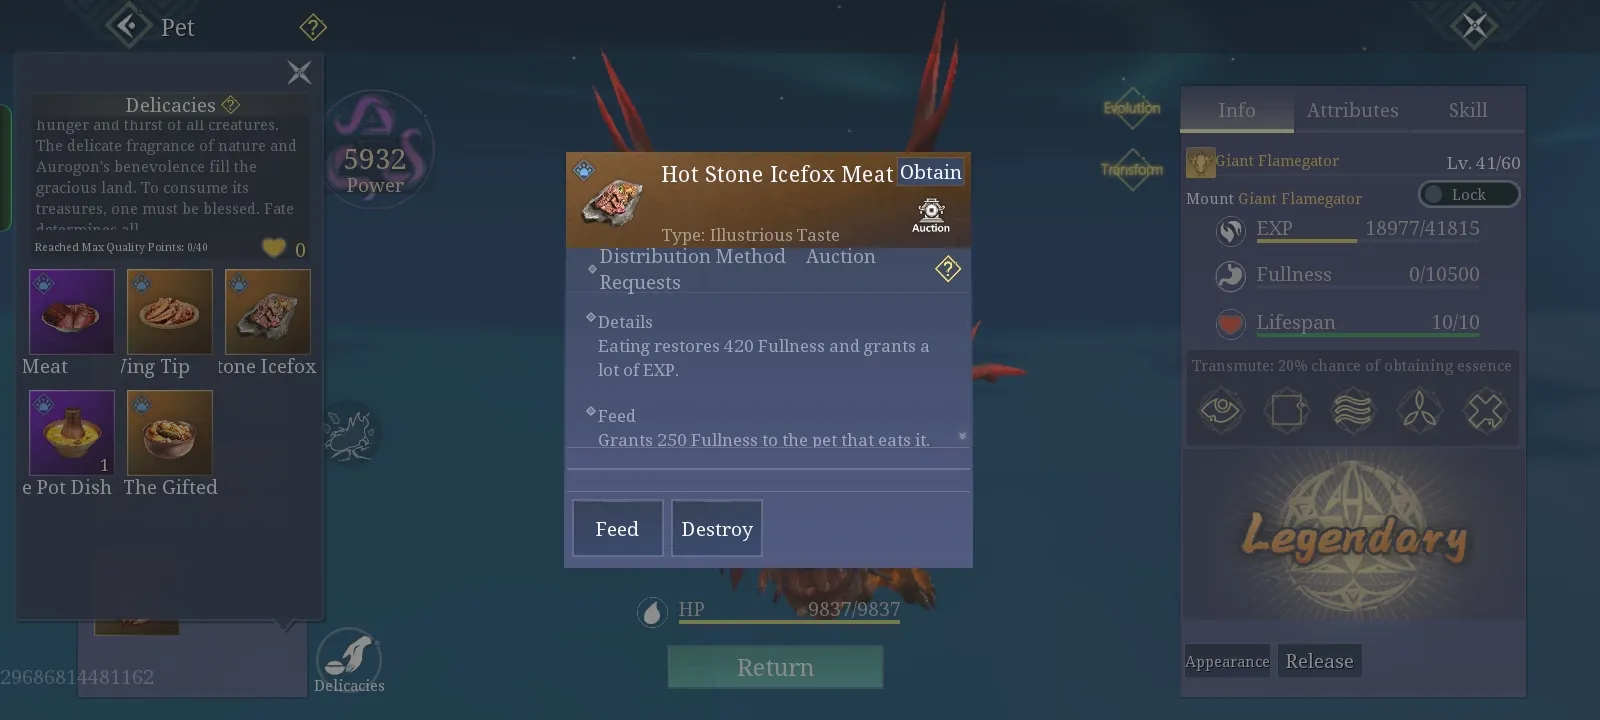 Pet
Delicacies
hunger and thirst of all creatures.
The delicate fragrance of nature and
Aurogon's benevolence fill the
gracious land. To consume its
treasures, one must be blessed. Fate
determines all
Reached Max Quality Points: 0/40
0
Meat
Ving Tip
tone Icefox
1
e Pot Dish
The Gifted
29686814481162
Delicacies
5932
Power
Hot Stone Icefox Meat
Obtain
Type: Illustrious Taste
Auction
Distribution Method Auction
Requests
Details
Eating restores 420 Fullness and grants a
lot of EXP.
Feed
Grants 250 Fullness to the pet that eats it.
Feed
Destroy
HP 9837/9837
Return
Evolution
Transform
Info
Attributes
Skill
Giant Flamegator
Lv. 41/60
Mount Giant Flamegator
Lock
EXP 18977/41815
Fullness 0/10500
Lifespan 10/10
Transmute: 20% chance of obtaining essence
Legendary
Appearance
Release